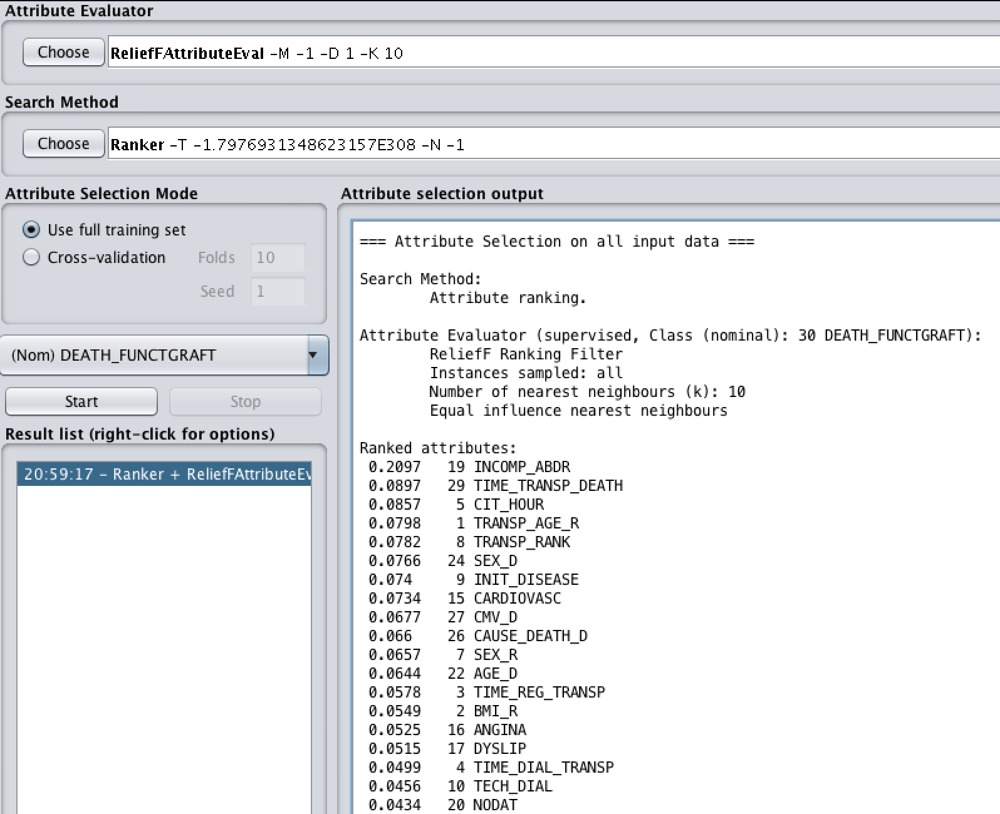 Attribute Evaluator
Choose ReliefFAttributeEval -M -1 -D 1 -K 10
Search Method
Choose Ranker -T -1.7976931348623157E308 -N -1
Attribute Selection Mode
Use full training set
Cross-validation Folds 10
Seed 1
(Nom) DEATH_FUNCTGRAFT
Start Stop
Result list (right-click for options)
20:59:17 - Ranker + ReliefFAttributeEv
Attribute selection output
=== Attribute Selection on all input data ===
Search Method:
Attribute ranking.
Attribute Evaluator (supervised, Class (nominal): 30 DEATH_FUNCTGRAFT):
ReliefF Ranking Filter
Instances sampled: all
Number of nearest neighbours (k): 10
Equal influence nearest neighbours
Ranked attributes:
0.2097 19 INCOMP_ABDR
0.0897 29 TIME_TRANSP_DEATH
0.0857 5 CIT_HOUR
0.0798 1 TRANSP_AGE_R
0.0782 8 TRANSP_RANK
0.0766 24 SEX_D
0.074 9 INIT_DISEASE
0.0734 15 CARDIOVASC
0.0677 27 CMV_D
0.066 26 CAUSE_DEATH_D
0.0657 7 SEX_R
0.0644 22 AGE_D
0.0578 3 TIME_REG_TRANSP
0.0549 2 BMI_R
0.0525 16 ANGINA
0.0515 17 DYSLIP
0.0499 4 TIME_DIAL_TRANSP
0.0456 10 TECH_DIAL
0.0434 20 NODAT